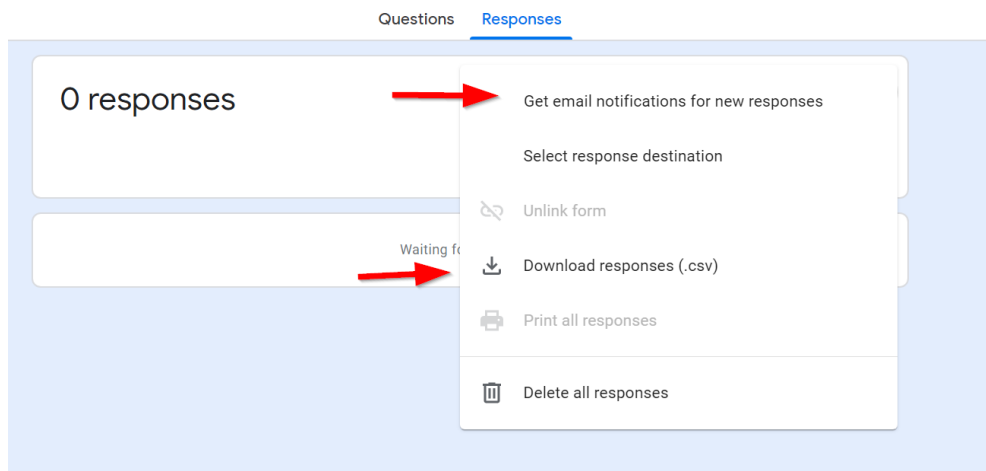 Questions Responses
0 responses
Get email notifications for new responses
Select response destination
Unlink form
Waiting
Download responses (.csv)
Print all responses
Delete all responses